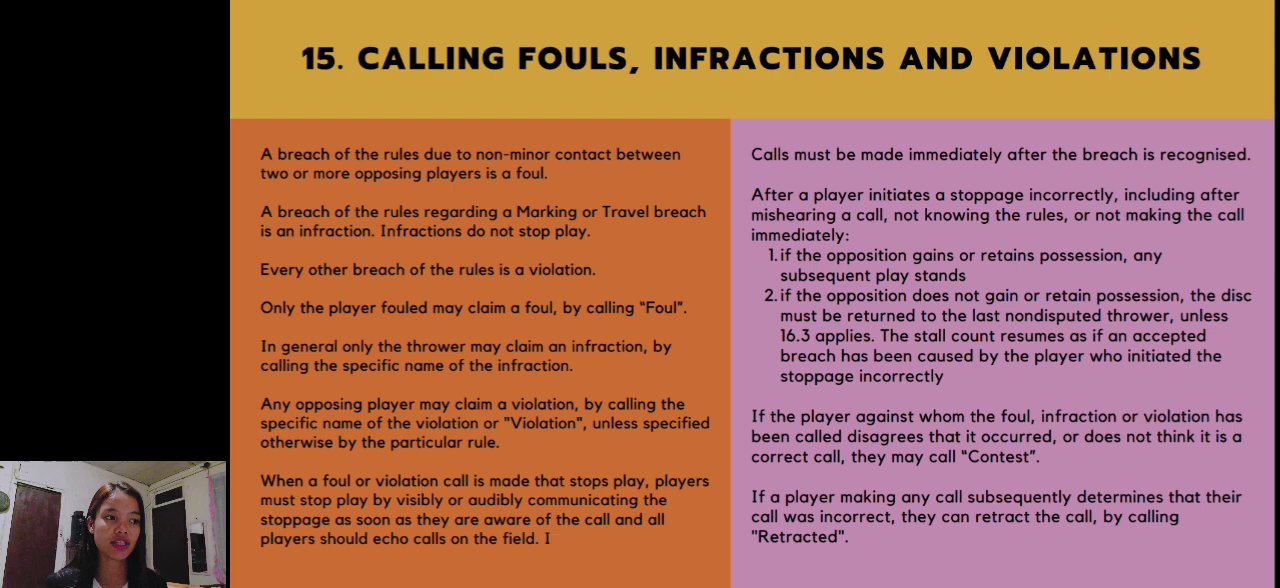 15. CALLING FOULS, INFRACTIONS AND VIOLATIONS
A breach of the rules due to non-minor contact between
two or more opposing players is a foul.
A breach of the rules regarding a Marking or Travel breach
is an infraction. Infractions do not stop play.
Every other breach of the rules is a violation.
Only the player fouled may claim a foul, by calling "Foul".
In general only the thrower may claim an infraction, by
calling the specific name of the infraction.
Any opposing player may claim a violation, by calling the
specific name of the violation or "Violation", unless specified
otherwise by the particular rule.
When a foul or violation call is made that stops play, players
must stop play by visibly or audibly communicating the
stoppage as soon as they are aware of the call and all
players should echo calls on the field. I
Calls must be made immediately after the breach is recognised.
After a player initiates a stoppage incorrectly, including after
mishearing a call, not knowing the rules, or not making the call
immediately:
1. if the opposition gains or retains possession, any
subsequent play stands
2. if the opposition does not gain or retain possession, the disc
must be returned to the last nondisputed thrower, unless
16.3 applies. The stall count resumes as if an accepted
breach has been caused by the player who initiated the
stoppage incorrectly
If the player against whom the foul, infraction or violation has
been called disagrees that it occurred, or does not think it is a
correct call, they may call "Contest".
If a player making any call subsequently determines that their
call was incorrect, they can retract the call, by calling
"Retracted".